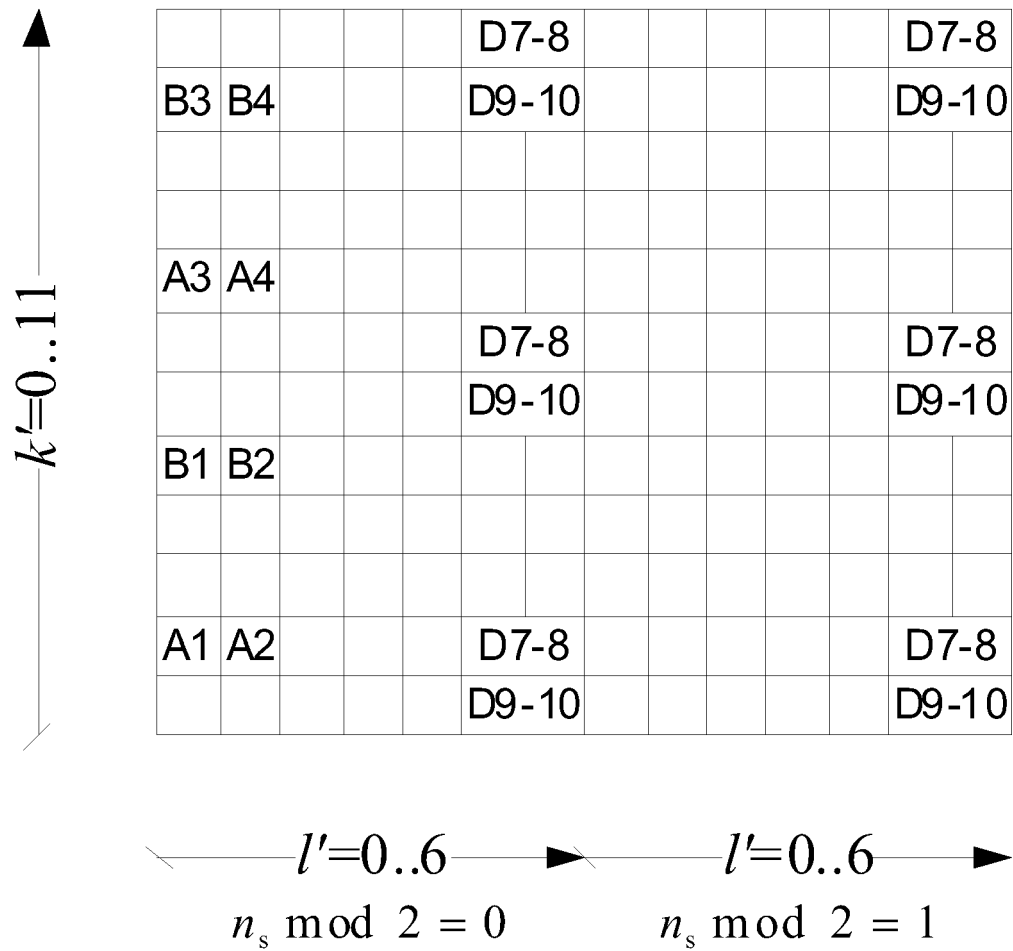 D7-8 D7-8
B3 B4 D9-10 D9-10
A3 A4
D7-8 D7-8
D9-10 D9-10
B1 B2
A1 A2 D7-8 D7-8
D9-10 D9-10
k'=0..11
l'=0..6 l'=0..6
n_s mod 2 = 0 n_s mod 2 = 1